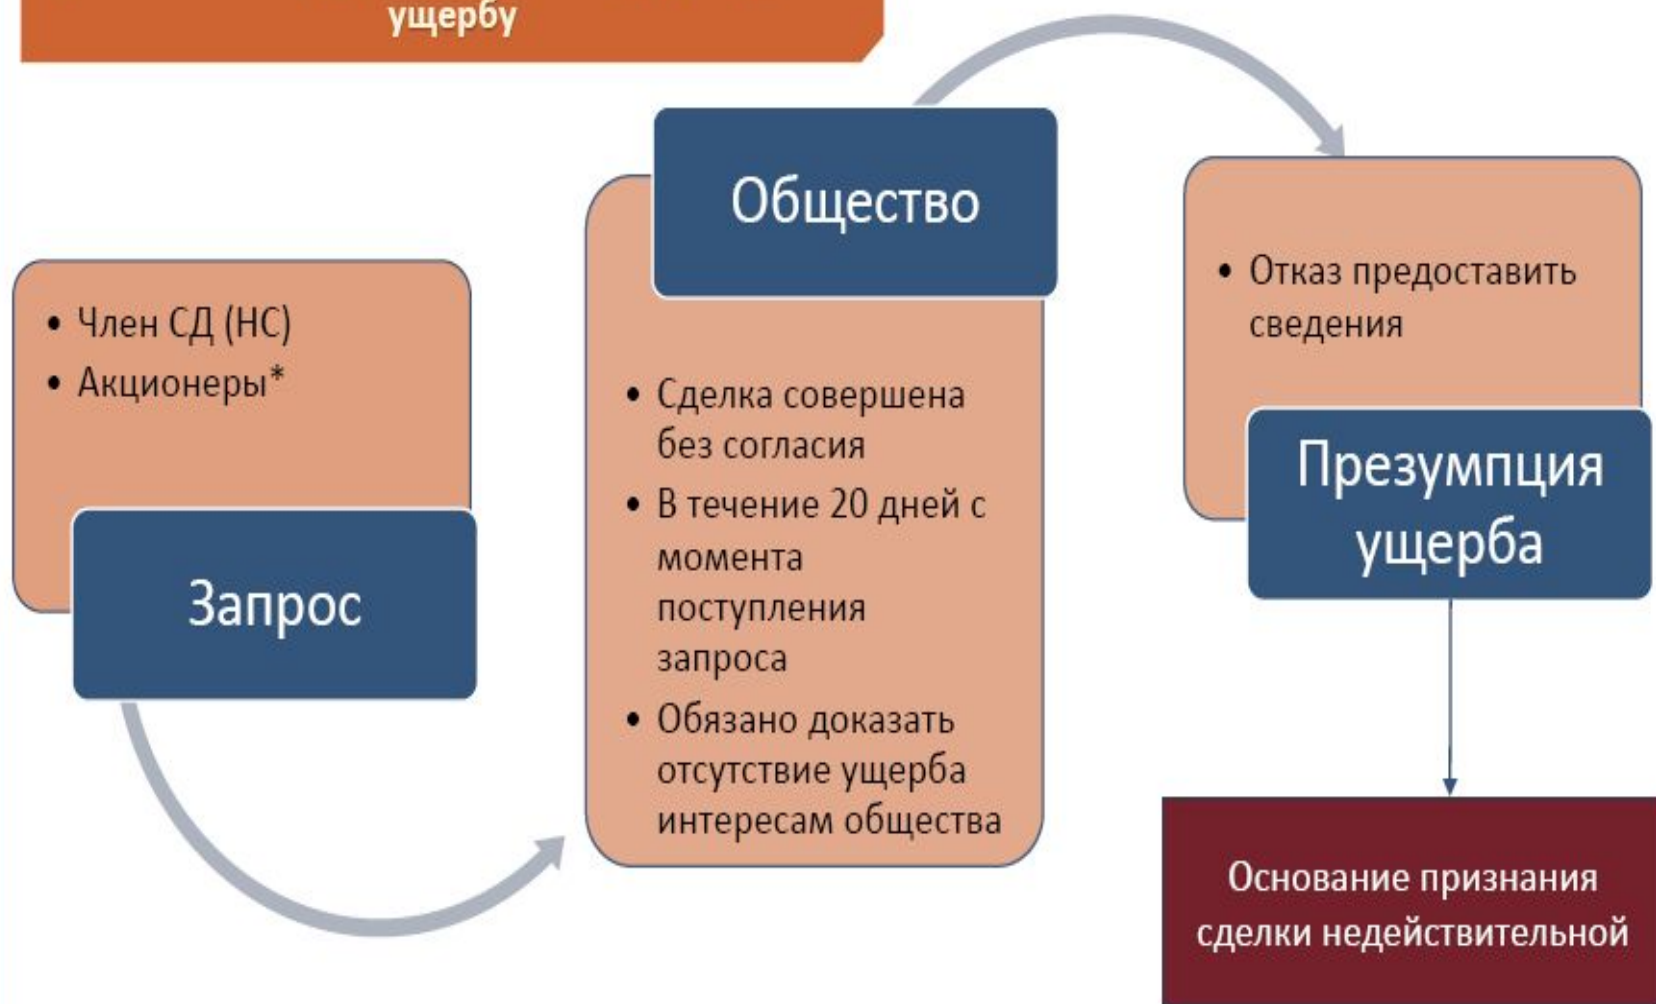 ущербу
• Член СД (НС)
• Акционеры*
Запрос
Общество
• Сделка совершена
без согласия
• В течение 20 дней с
момента
поступления
запроса
• Обязано доказать
отсутствие ущерба
интересам общества
• Отказ предоставить
сведения
Презумпция
ущерба
Основание признания
сделки недействительной